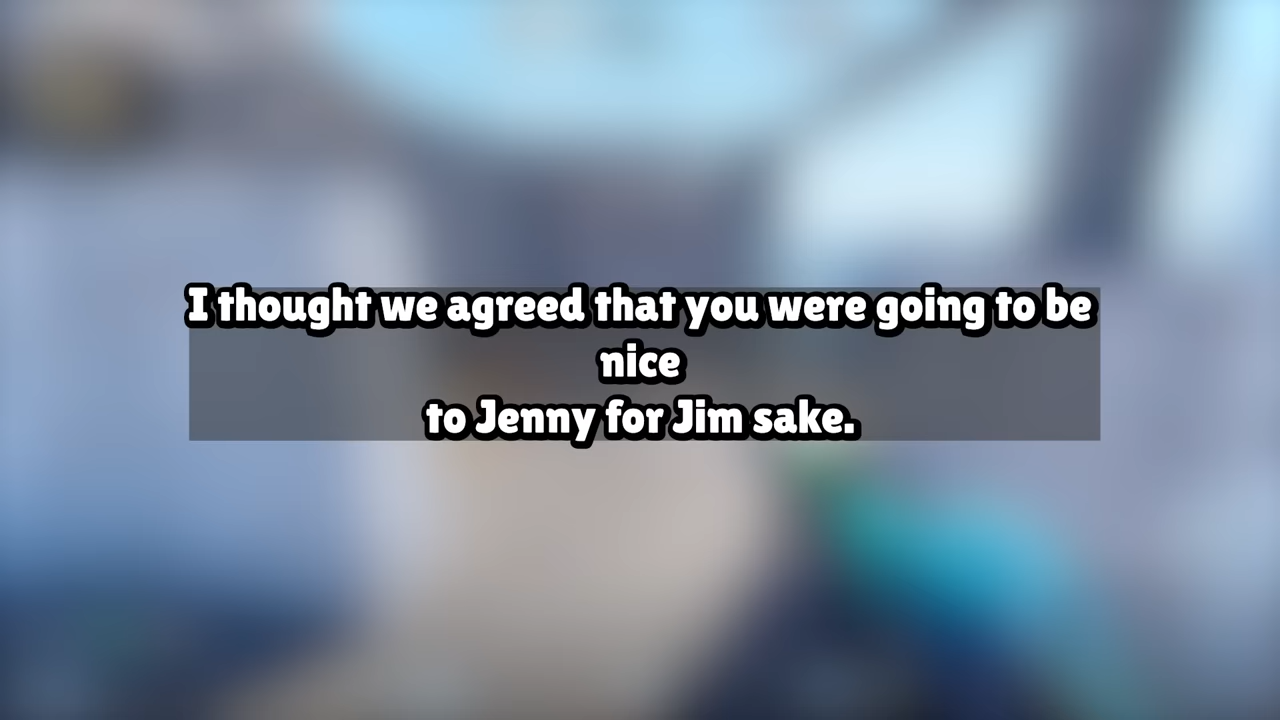 I thought we agreed that you were going to be
nice
to Jenny for Jim sake.